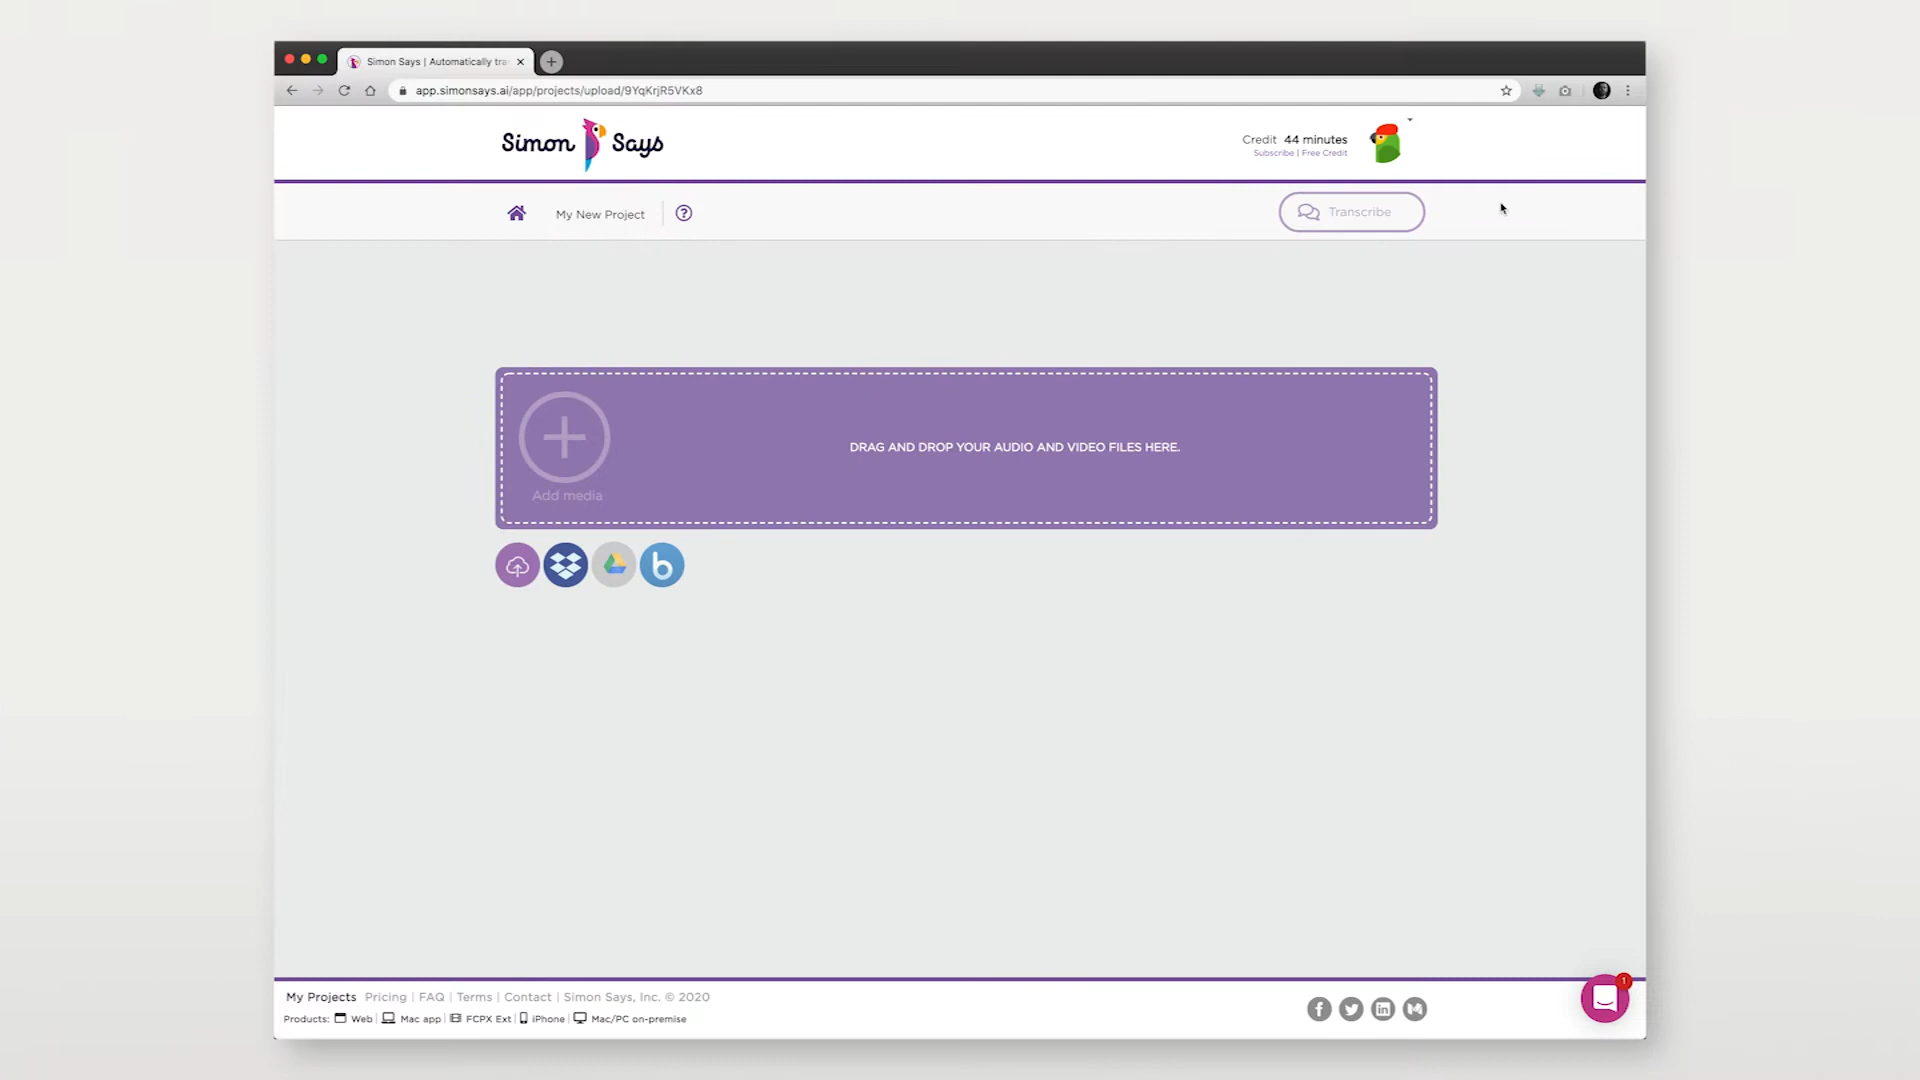 Simon Says | Automatically tra
app.simonsays.ai/app/projects/upload/9YqKrjR5VKx8
Simon Says
Credit 44 minutes
Subscribe | Free Credit
My New Project
Transcribe
DRAG AND DROP YOUR AUDIO AND VIDEO FILES HERE.
Add media
b
My Projects Pricing | FAQ | Terms | Contact | Simon Says, Inc. © 2020
Products: Web | Mac app | FCPX Ext | iPhone | Mac/PC on-premise
1